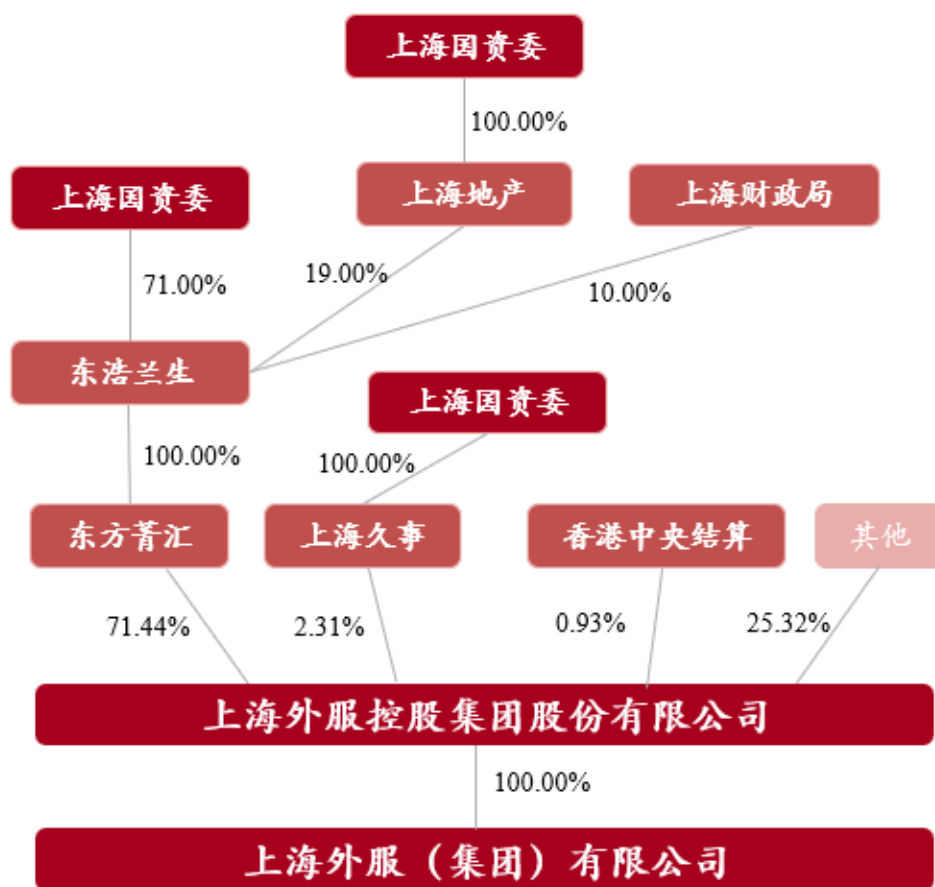 上海国资委
100.00%
上海国资委
上海地产
上海财政局
71.00%
19.00%
10.00%
东浩兰生
上海国资委
100.00%
100.00%
东方菁汇
上海久事
香港中央结算
其他
71.44%
2.31%
0.93%
25.32%
上海外服控股集团股份有限公司
100.00%
上海外服（集团）有限公司